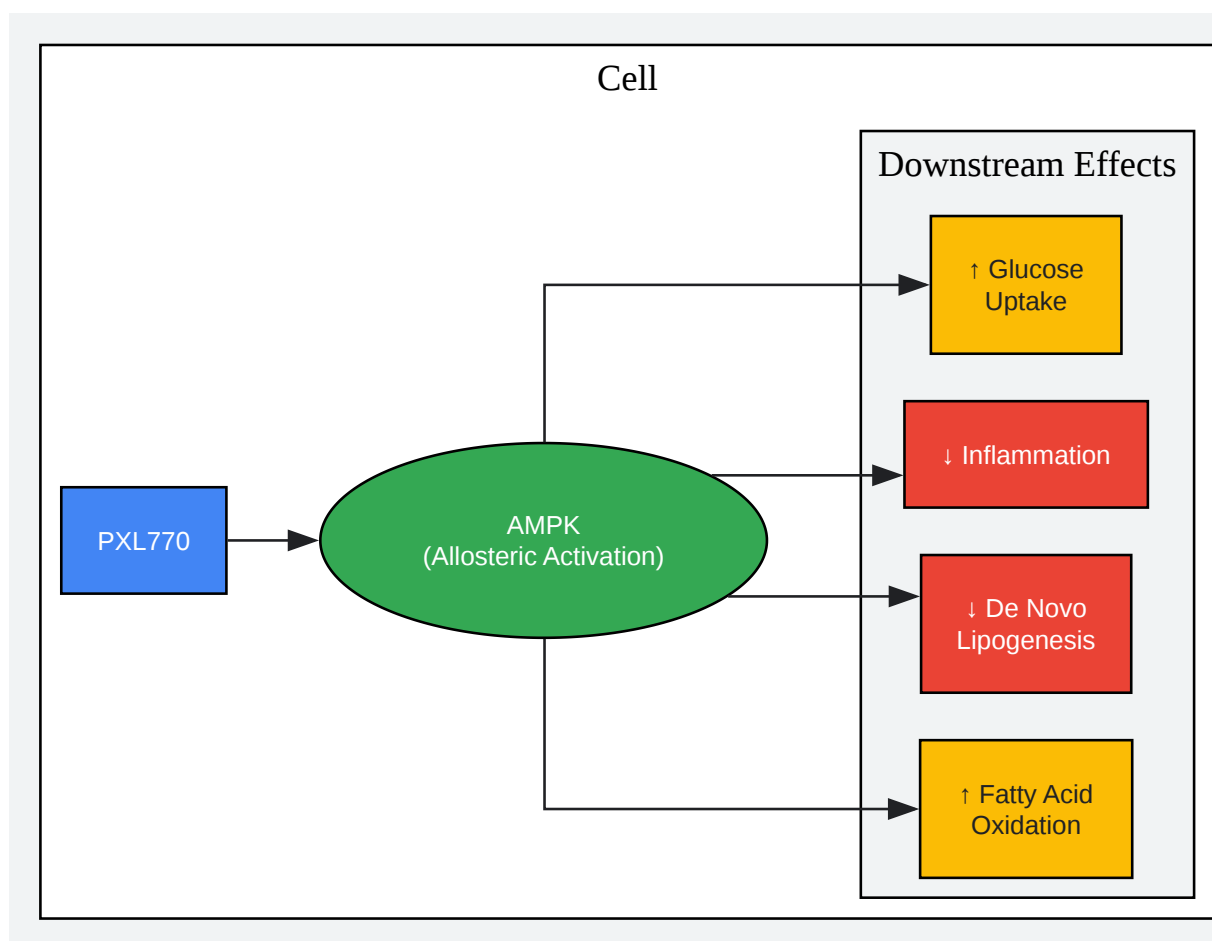 Cell
Downstream Effects
↑ Glucose
Uptake
↓ Inflammation
PXL770
AMPK
(Allosteric Activation)
↓ De Novo
Lipogenesis
↑ Fatty Acid
Oxidation